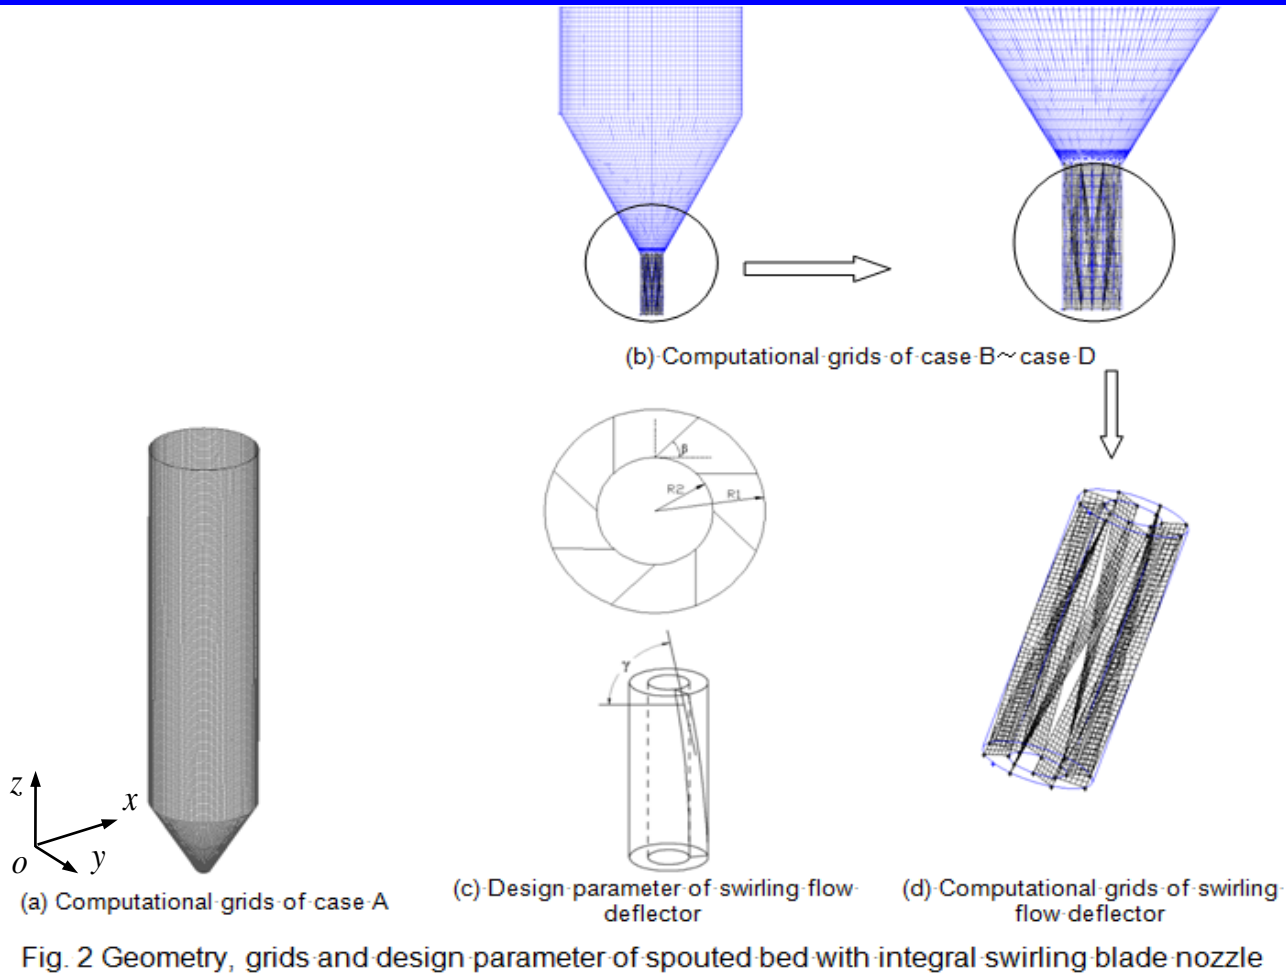 (b) Computational grids of case B~case D
β
R2
R1
γ
z
x
o
y
(a) Computational grids of case A
(c) Design parameter of swirling flow
deflector
(d) Computational grids of swirling
flow deflector
Fig. 2 Geometry, grids and design parameter of spouted bed with integral swirling blade nozzle